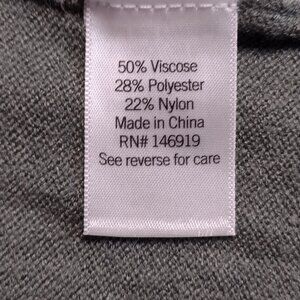 50% Viscose
28% Polyester
22% Nylon
Made in China
RN# 146919
See reverse for care